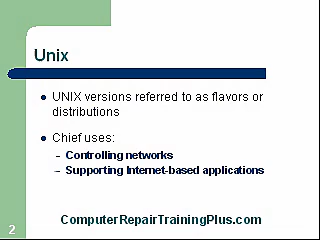 Unix
UNIX versions referred to as flavors or
distributions
Chief uses:
– Controlling networks
– Supporting Internet-based applications
ComputerRepairTrainingPlus.com
2